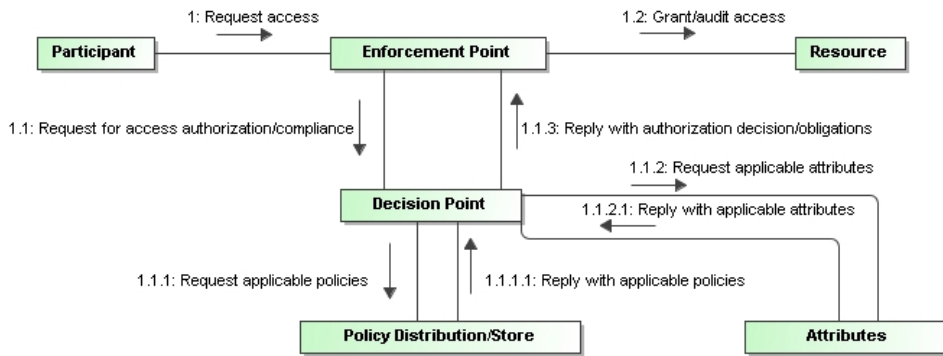 1: Request access
1.2: Grant/audit access
Participant
Enforcement Point
Resource
1.1: Request for access authorization/compliance
1.1.3: Reply with authorization decision/obligations
1.1.2: Request applicable attributes
Decision Point
1.1.2.1: Reply with applicable attributes
1.1.1: Request applicable policies
1.1.1.1: Reply with applicable policies
Policy Distribution/Store
Attributes